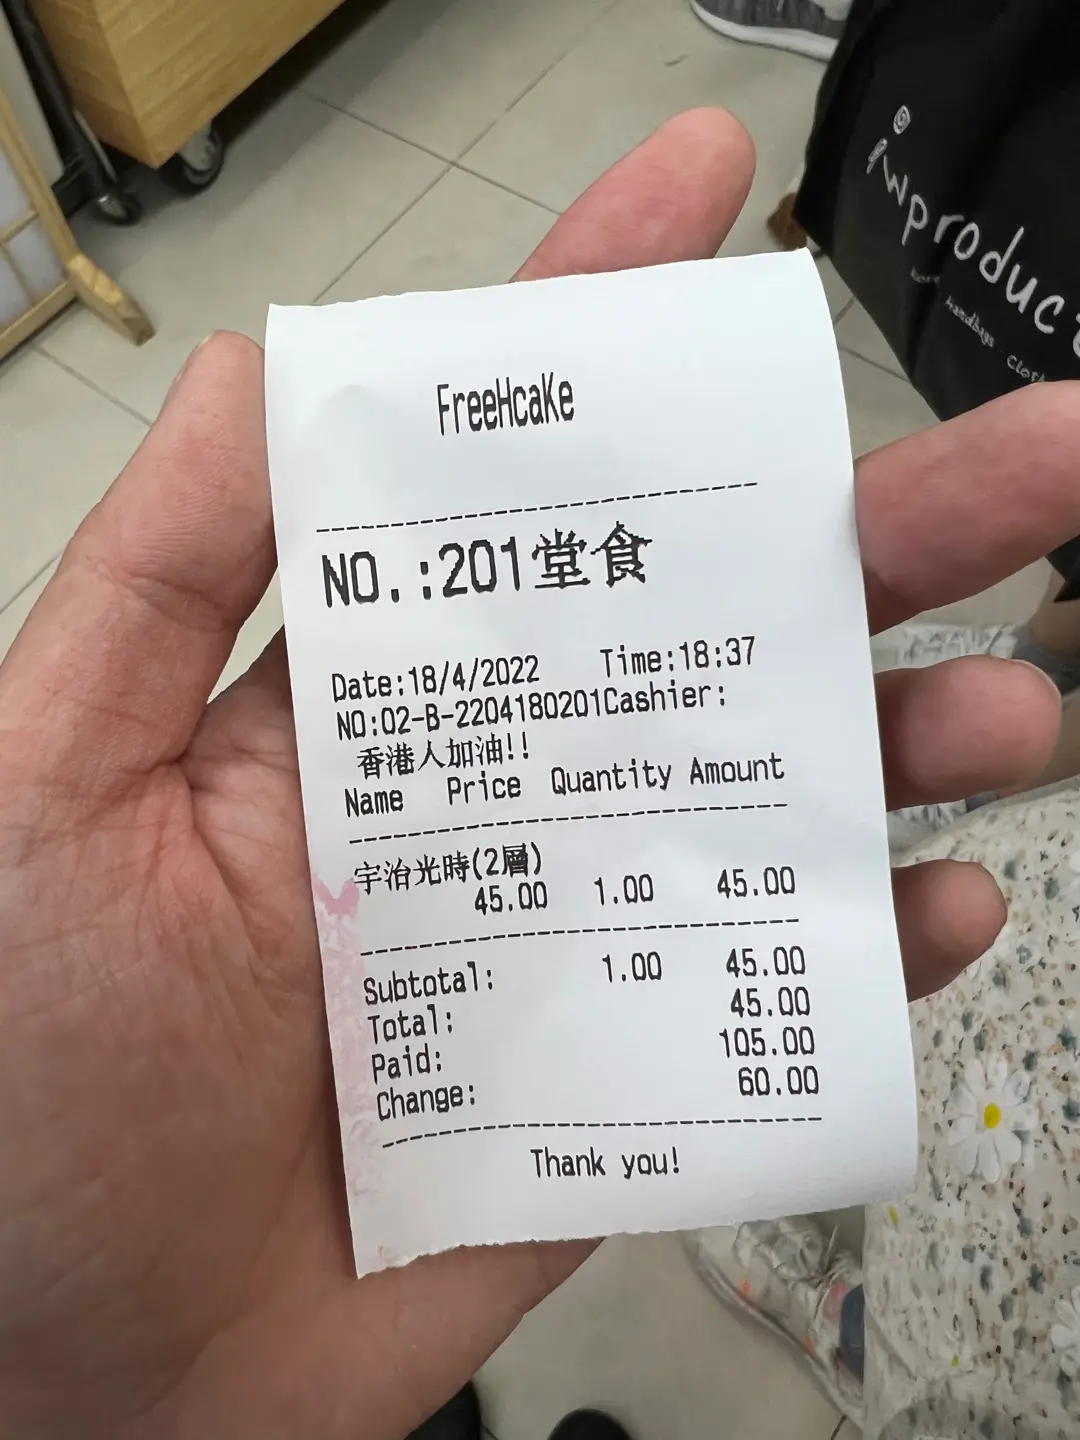 FreeHcaKe
NO.:201堂食
Date:18/4/2022 Time:18:37
NO:02-B-2204180201Cashier:
香港人加油!!
Name Price Quantity Amount
宇治光時(2層)
45.00 1.00 45.00
Subtotal: 1.00 45.00
Total: 45.00
Paid: 105.00
Change: 60.00
Thank you!
iwproduc
handbags